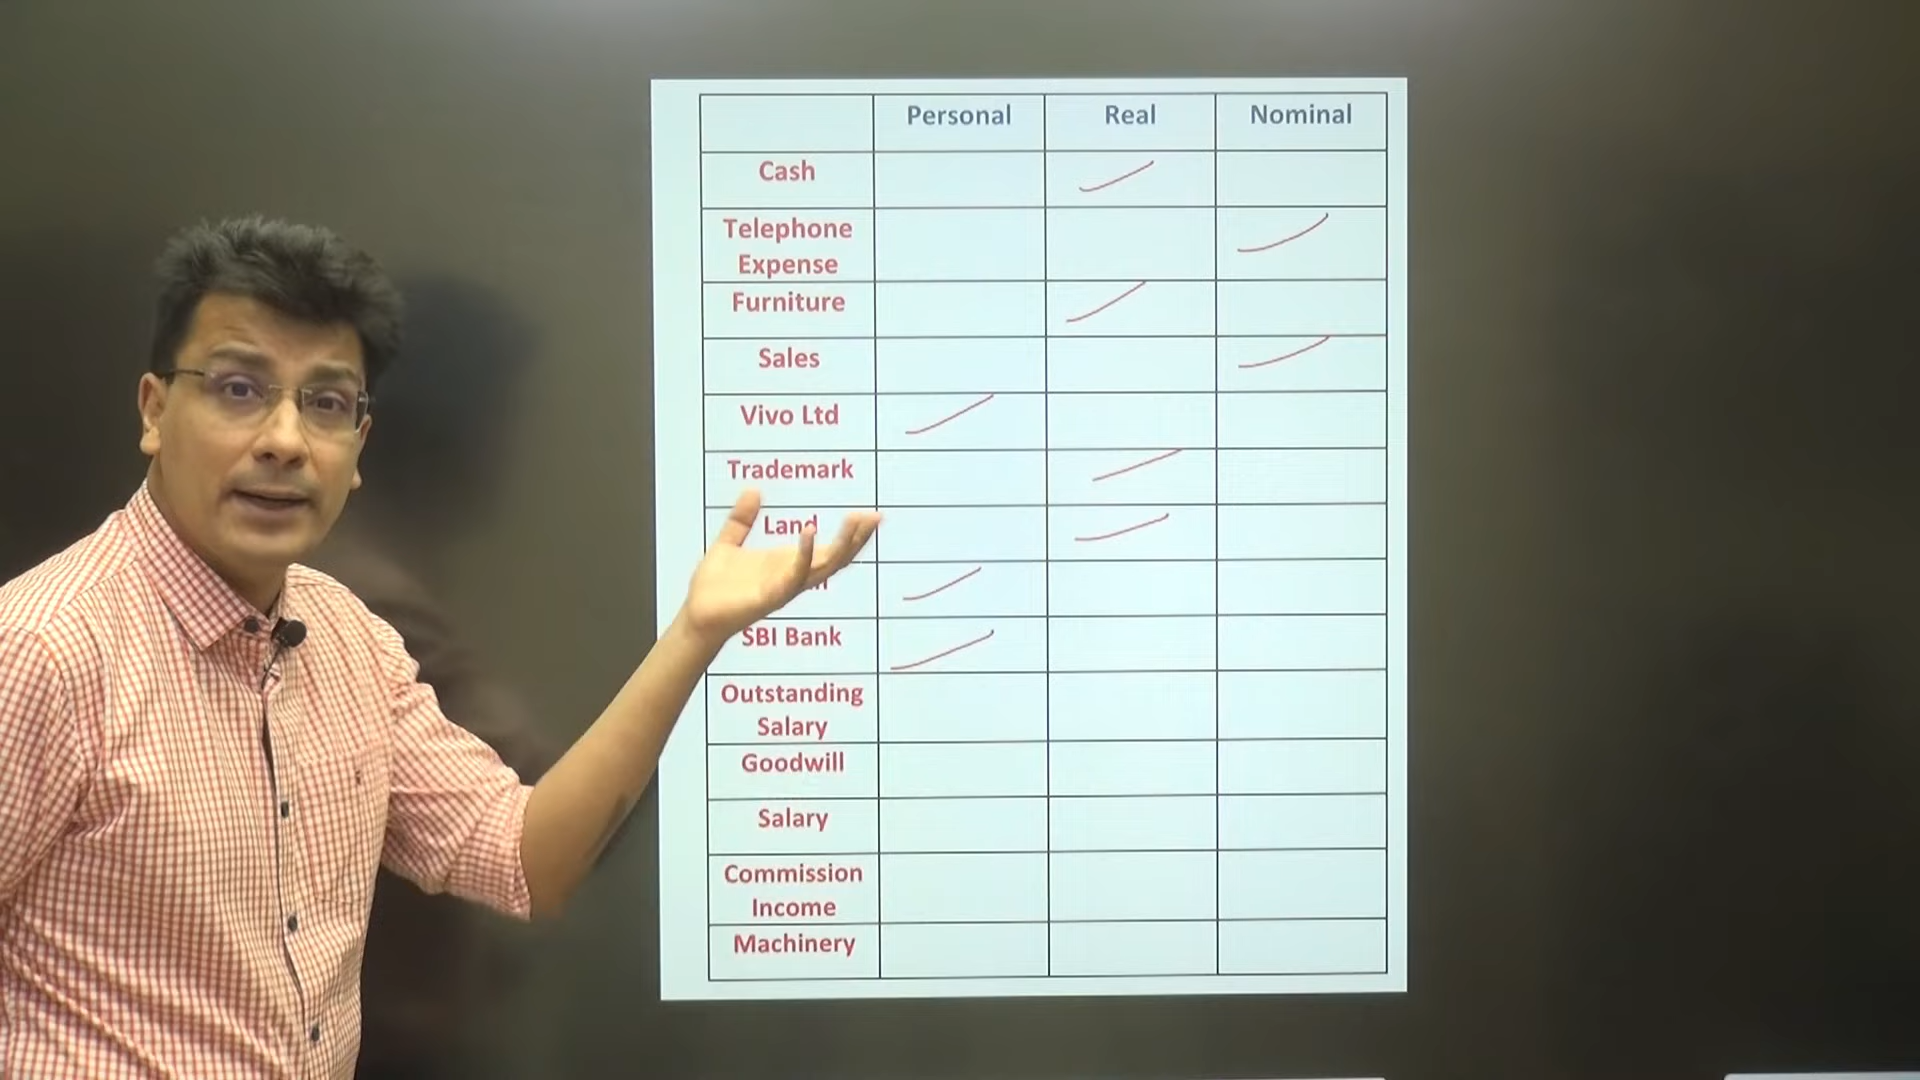 Personal Real Nominal
Cash
Telephone
Expense
Furniture
Sales
Vivo Ltd
Trademark
Land
SBI Bank
Outstanding
Salary
Goodwill
Salary
Commission
Income
Machinery